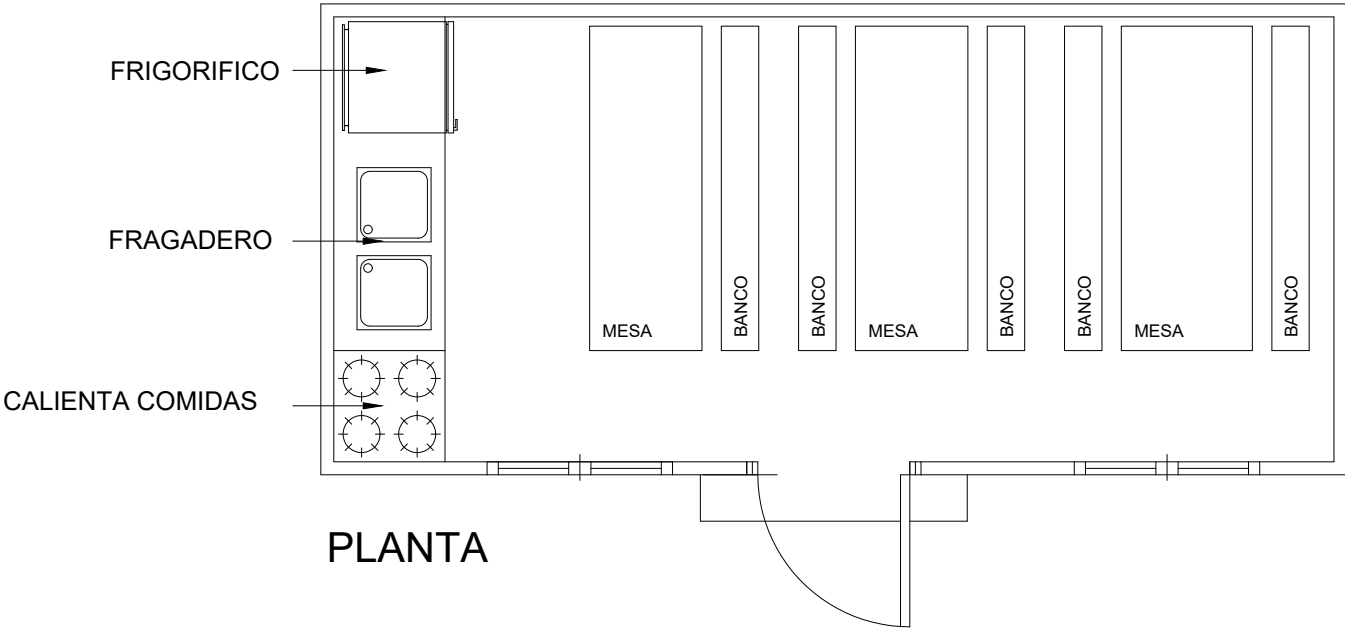 FRIGORIFICO
FRAGADERO
CALIENTA COMIDAS
MESA
BANCO
BANCO
MESA
BANCO
BANCO
MESA
BANCO
PLANTA